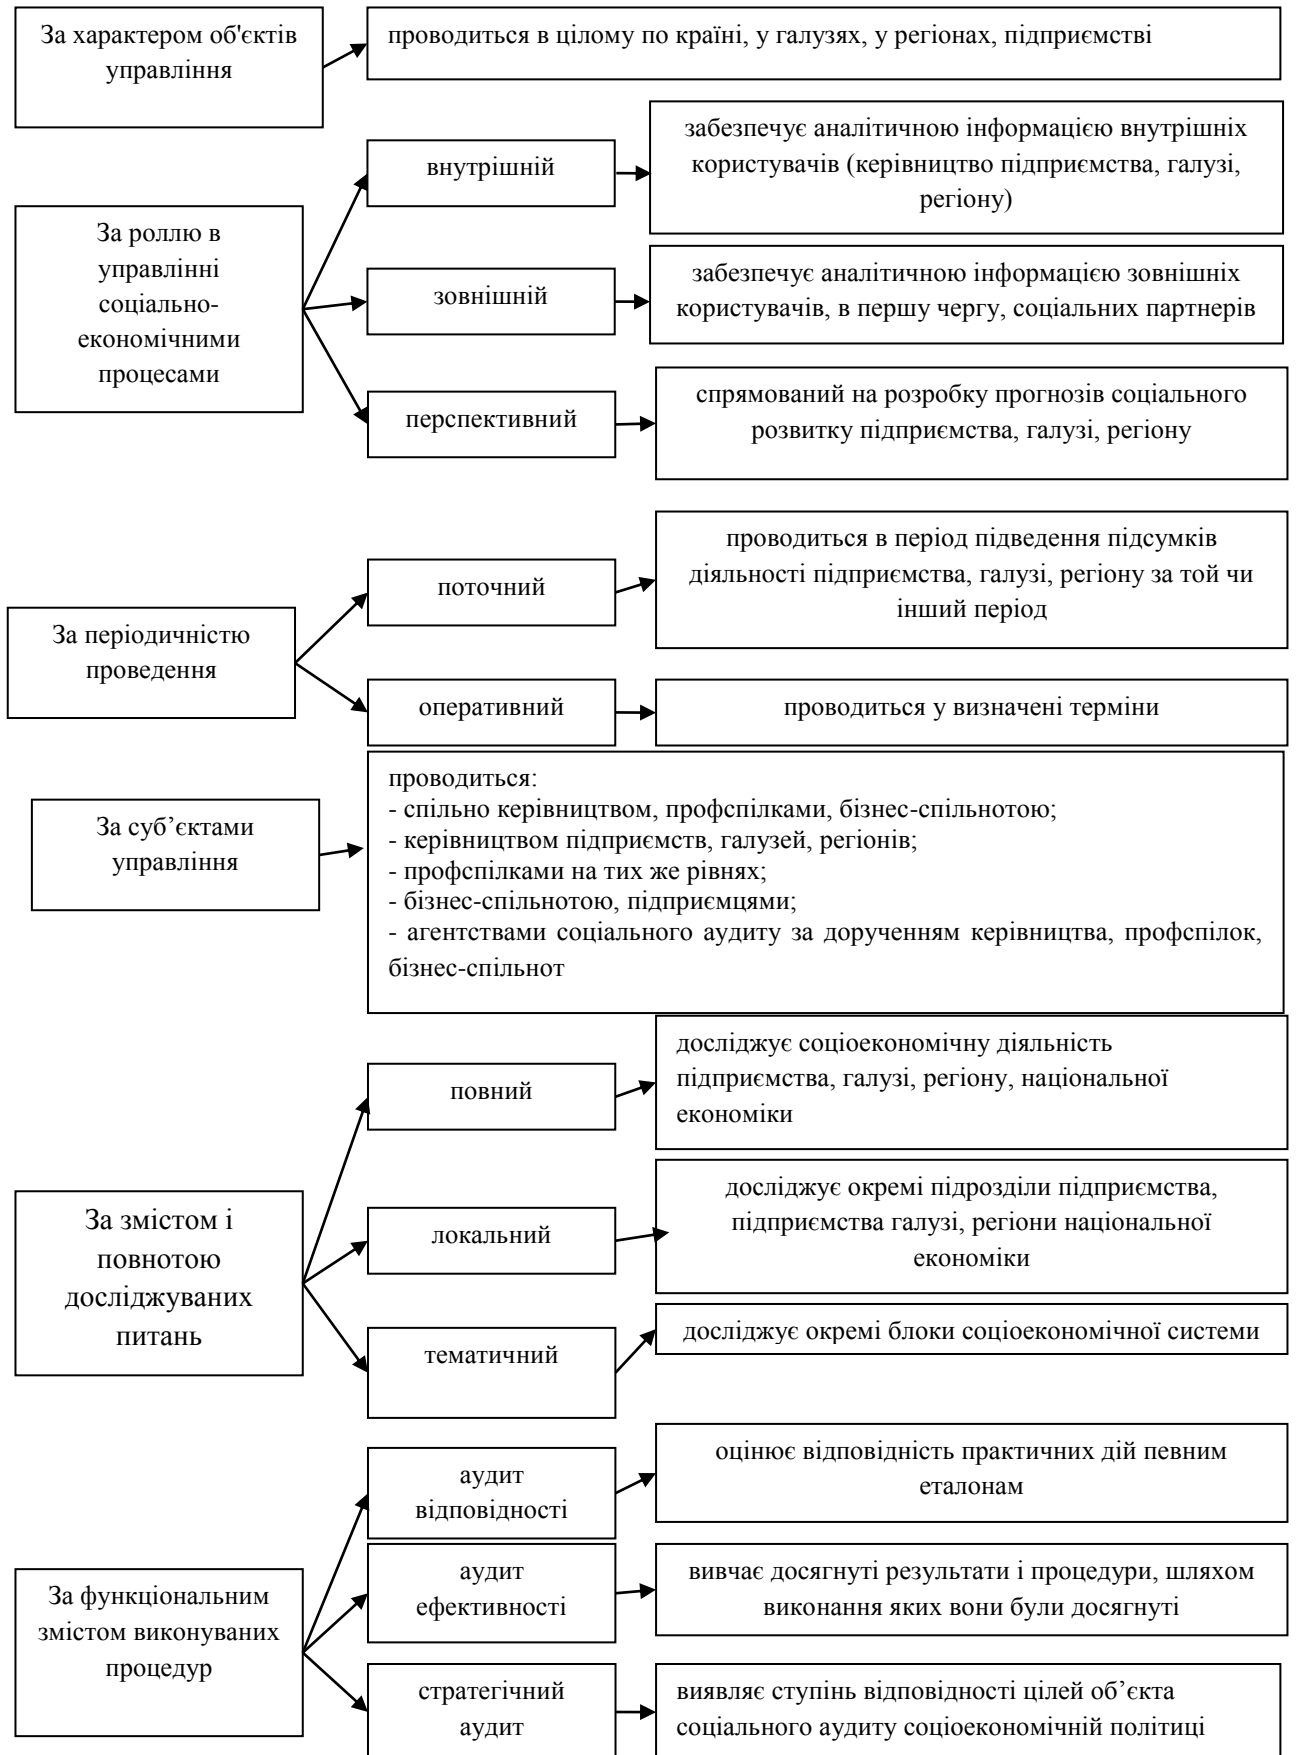 За характером об'єктів
управління
проводиться в цілому по країні, у галузях, у регіонах, підприємстві
За роллю в
управлінні
соціально-
економічними
процесами
внутрішній
забезпечує аналітичною інформацією внутрішніх
користувачів (керівництво підприємства, галузі,
регіону)
зовнішній
забезпечує аналітичною інформацією зовнішніх
користувачів, в першу чергу, соціальних партнерів
перспективний
спрямований на розробку прогнозів соціального
розвитку підприємства, галузі, регіону
За періодичністю
проведення
поточний
проводиться в період підведення підсумків
діяльності підприємства, галузі, регіону за той чи
інший період
оперативний
проводиться у визначені терміни
За суб’єктами
управління
проводиться:
- спільно керівництвом, профспілками, бізнес-спільнотою;
- керівництвом підприємств, галузей, регіонів;
- профспілками на тих же рівнях;
- бізнес-спільнотою, підприємцями;
- агентствами соціального аудиту за дорученням керівництва, профспілок,
бізнес-спільнот
За змістом і
повнотою
досліджуваних
питань
повний
досліджує соціоекономічну діяльність
підприємства, галузі, регіону, національної
економіки
локальний
досліджує окремі підрозділи підприємства,
підприємства галузі, регіони національної
економіки
тематичний
досліджує окремі блоки соціоекономічної системи
За функціональним
змістом виконуваних
процедур
аудит
відповідності
оцінює відповідність практичних дій певним
еталонам
аудит
ефективності
вивчає досягнуті результати і процедури, шляхом
виконання яких вони були досягнуті
стратегічний
аудит
виявляє ступінь відповідності цілей об’єкта
соціального аудиту соціоекономічній політиці